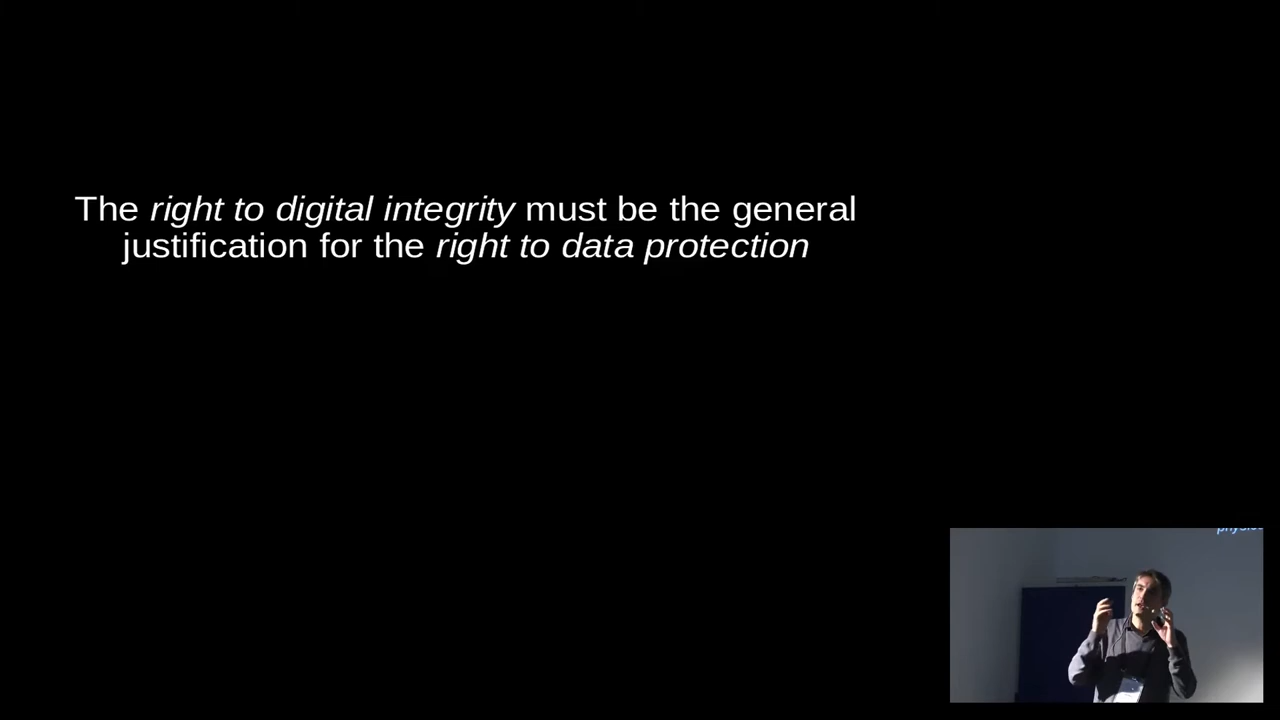 The right to digital integrity must be the general
justification for the right to data protection